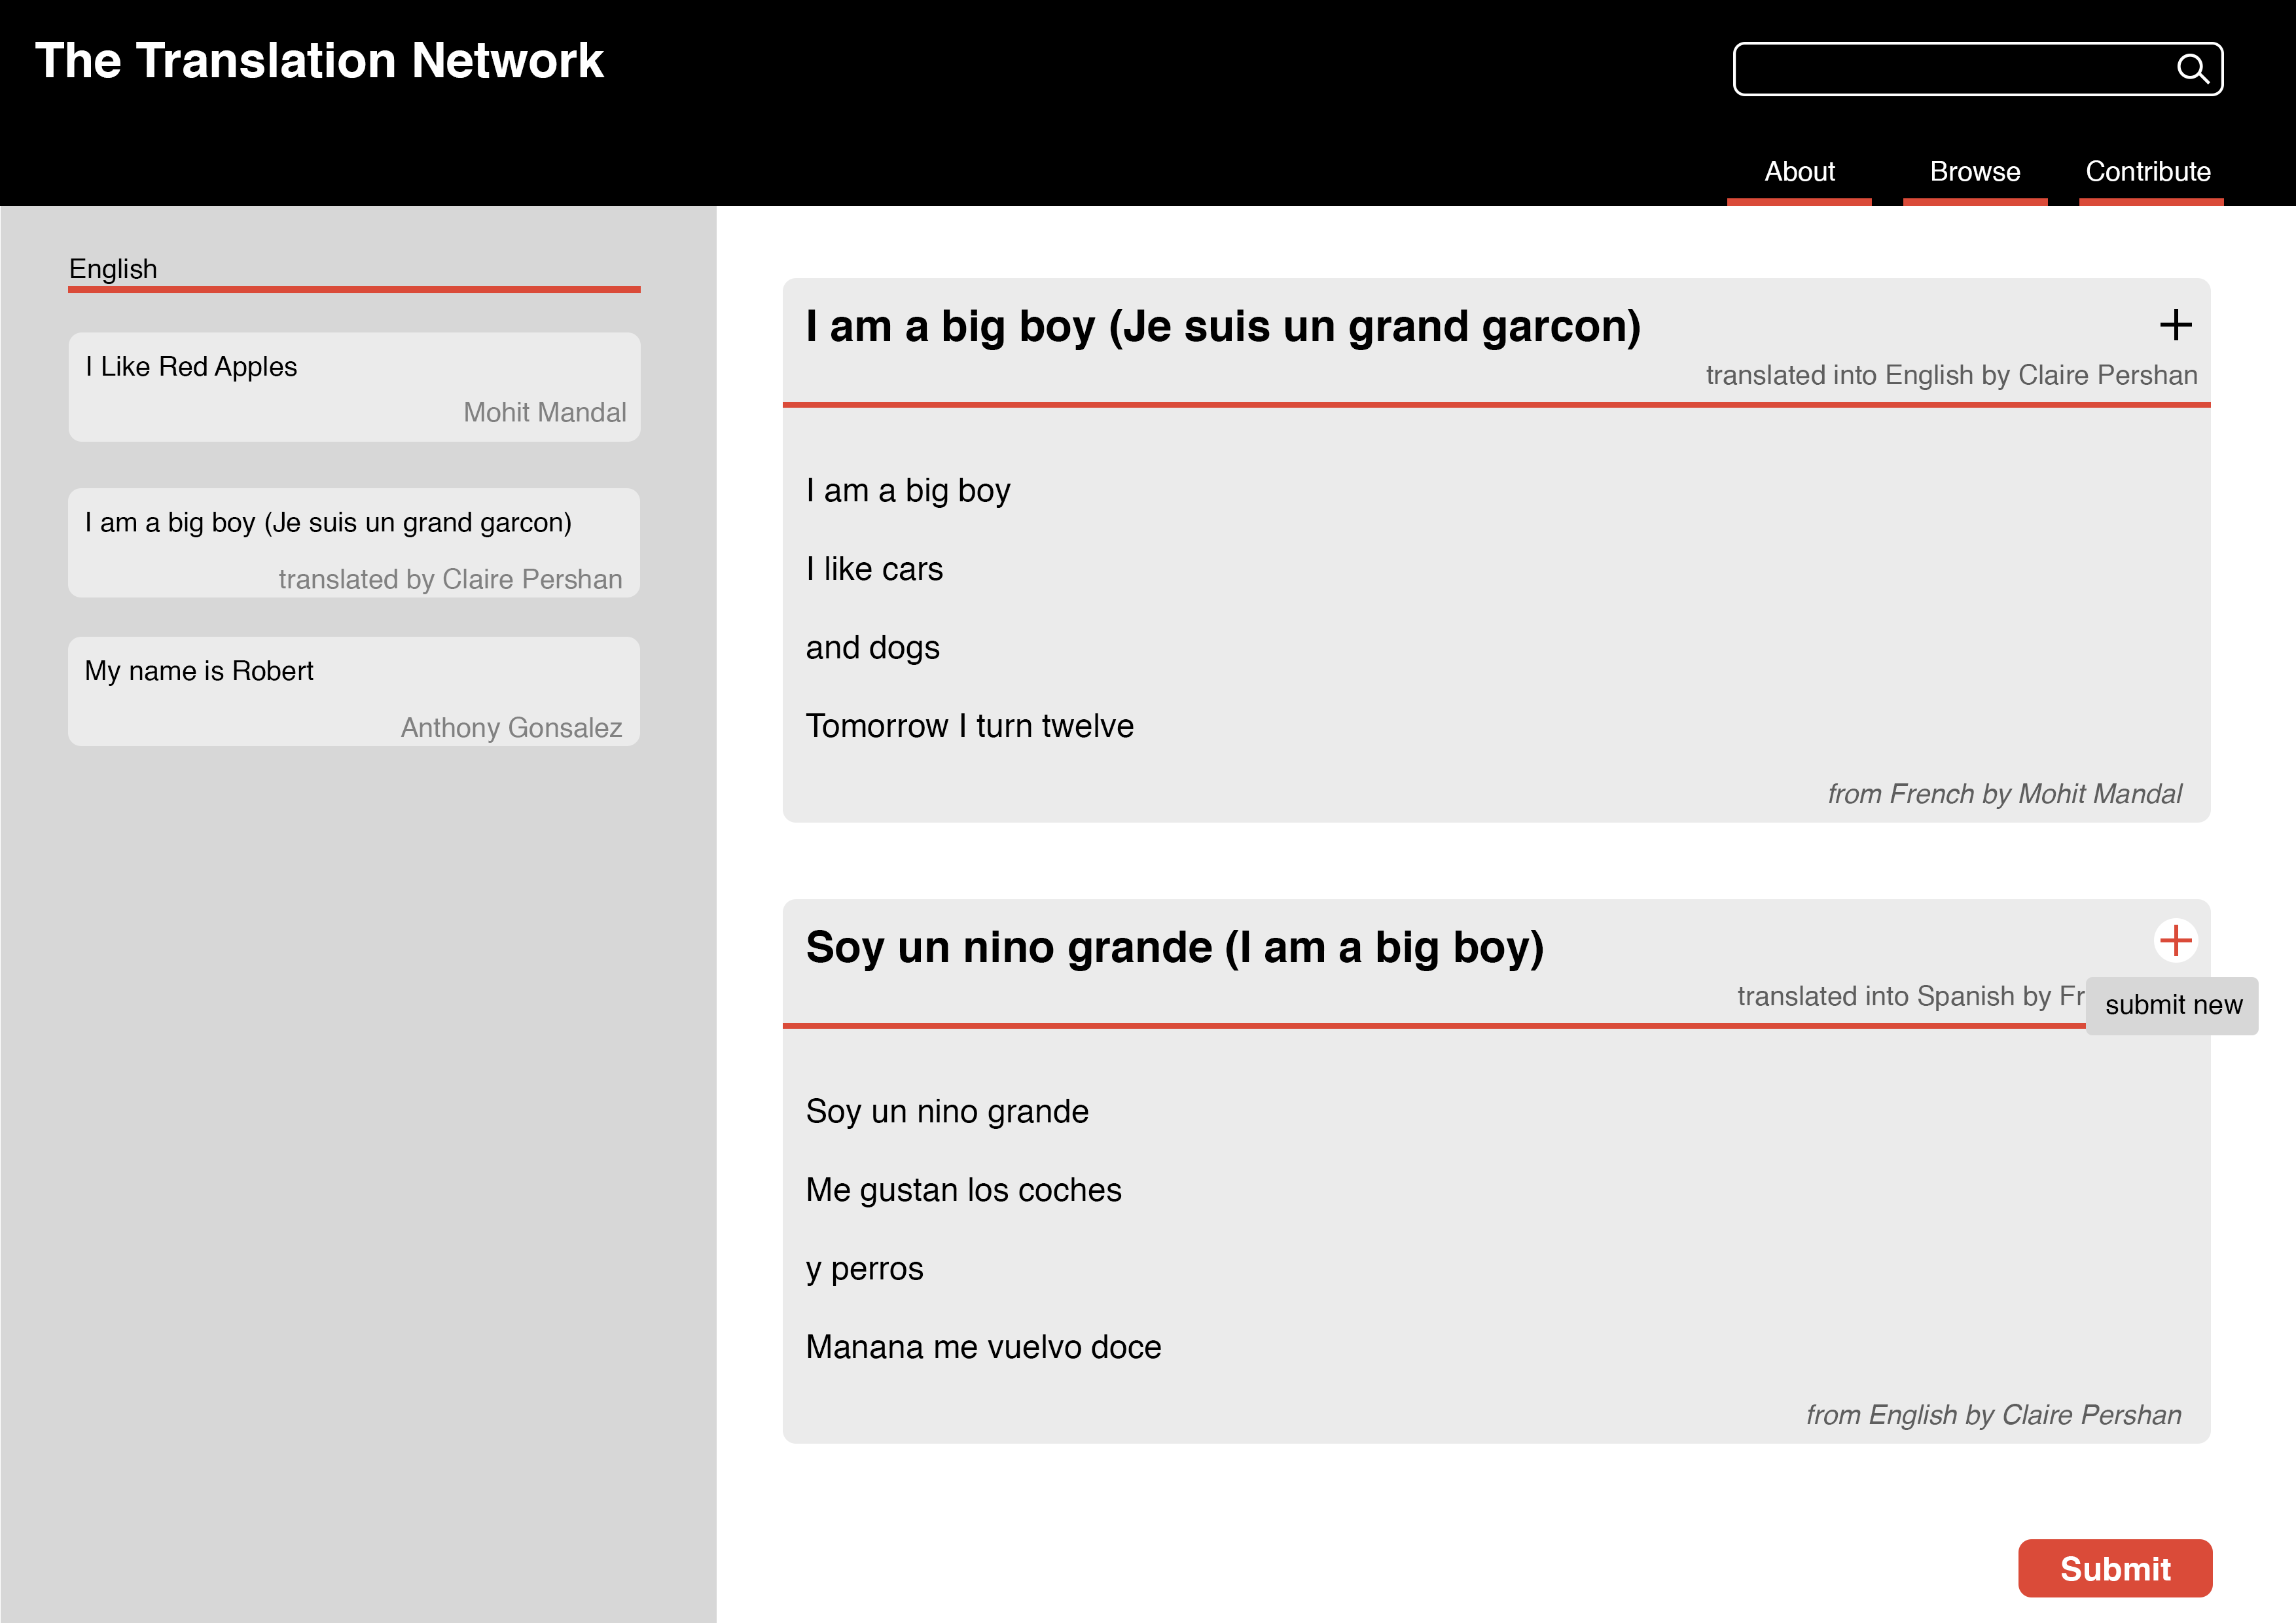 The Translation Network
About
Browse
Contribute
English
I Like Red Apples
Mohit Mandal
I am a big boy (Je suis un grand garcon)
translated by Claire Pershan
My name is Robert
Anthony Gonsalez
I am a big boy (Je suis un grand garcon)
translated into English by Claire Pershan
I am a big boy
I like cars
and dogs
Tomorrow I turn twelve
from French by Mohit Mandal
Soy un nino grande (I am a big boy)
translated into Spanish by
submit new
Soy un nino grande
Me gustan los coches
y perros
Manana me vuelvo doce
from English by Claire Pershan
Submit